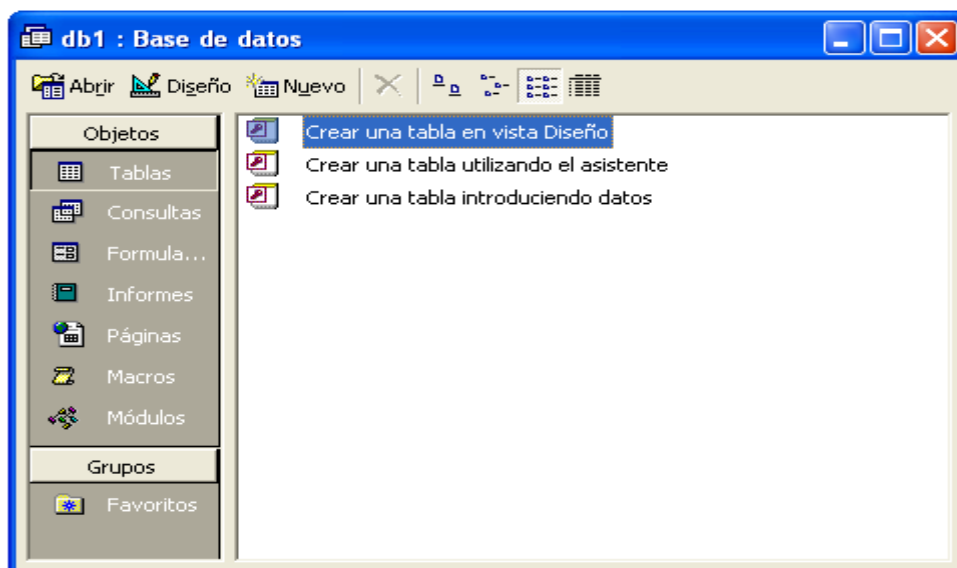 db1 : Base de datos
Abrir Diseño Nuevo
Objetos
Tablas
Consultas
Formula...
Informes
Páginas
Macros
Módulos
Grupos
Favoritos
Crear una tabla en vista Diseño
Crear una tabla utilizando el asistente
Crear una tabla introduciendo datos